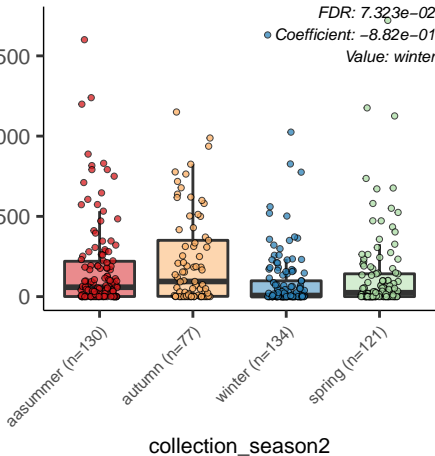 FDR: 7.323e−02
Coefficient: −8.82e−01
Value: winter
500
000
500
0
aasummer (n=130)
autumn (n=77)
winter (n=134)
spring (n=121)
collection_season2